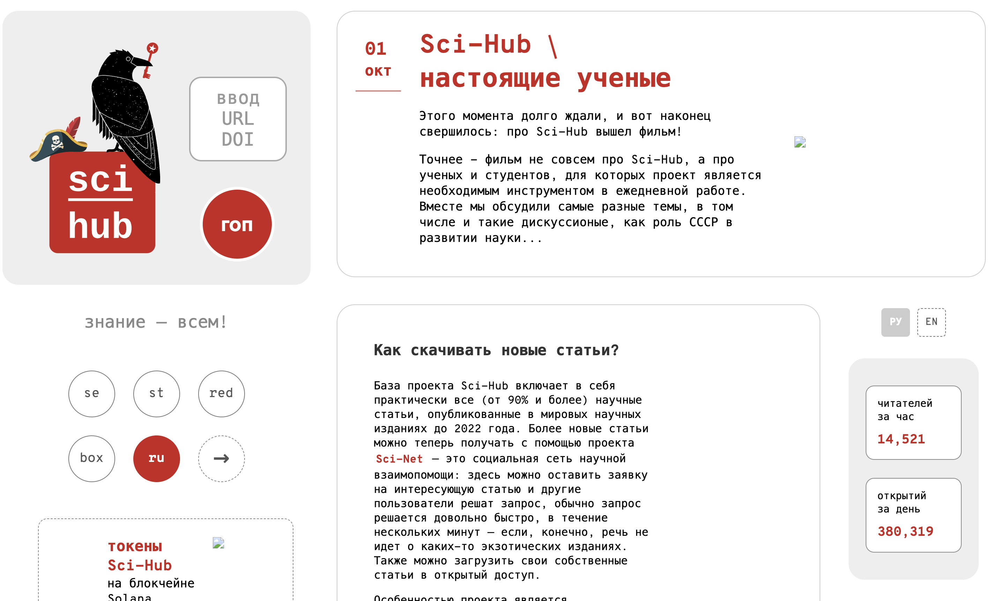 sci
hub
ввод
URL
DOI
гоп
01
окт
Sci-Hub \
настоящие ученые
Этого момента долго ждали, и вот наконец
свершилось: про Sci-Hub вышел фильм!
Точнее – фильм не совсем про Sci-Hub, а про
ученых и студентов, для которых проект является
необходимым инструментом в ежедневной работе.
Вместе мы обсудили самые разные темы, в том
числе и такие дискуссионые, как роль СССР в
развитии науки...
знание – всем!
se
st
red
box
ru
→
токены
Sci-Hub
на блокчейне
Solana
Как скачивать новые статьи?
База проекта Sci-Hub включает в себя
практически все (от 90% и более) научные
статьи, опубликованные в мировых научных
изданиях до 2022 года. Более новые статьи
можно теперь получать с помощью проекта
Sci-Net — это социальная сеть научной
взаимопомощи: здесь можно оставить заявку
на интересующую статью и другие
пользователи решат запрос, обычно запрос
решается довольно быстро, в течение
нескольких минут — если, конечно, речь не
идет о каких-то экзотических изданиях.
Также можно загрузить свои собственные
статьи в открытый доступ.
Особенностью проекта является
РУ
EN
читателей
за час
14,521
открытий
за день
380,319